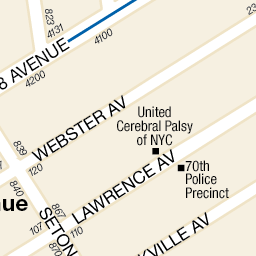 823
4131
8 AVENUE
4100
4200
WEBSTER AV
United
Cerebral Palsy
of NYC
839
120
840
LAWRENCE AV
70th
Police
Precinct
nue
SETON
867
107
110
KVILLE AV